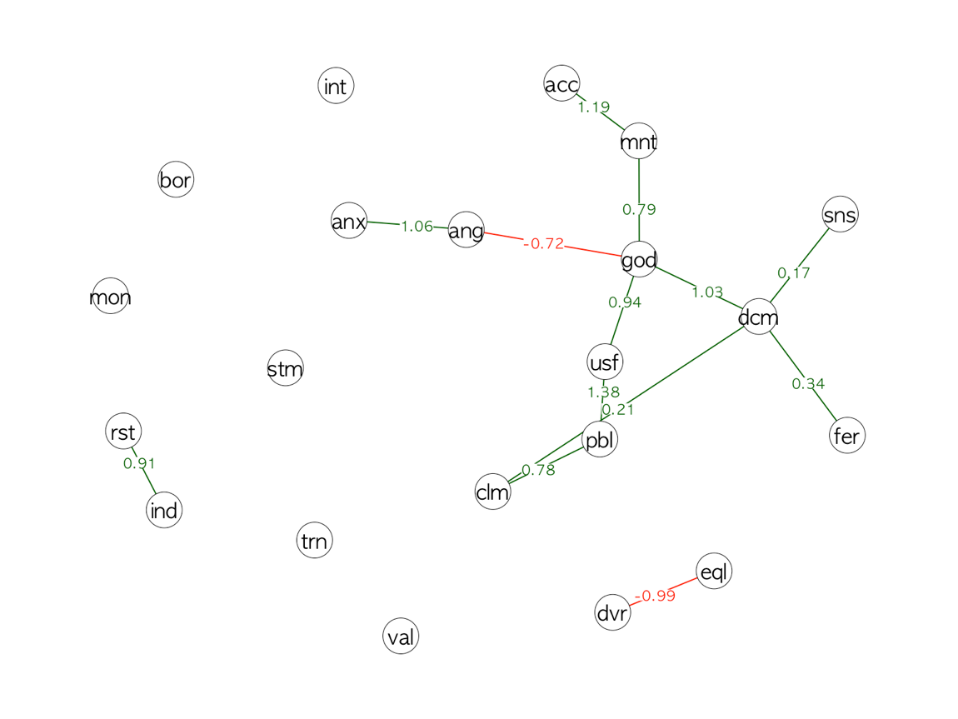 acc
int
1.19
mnt
bor
0.79
sns
anx
1.06
ang
-0.72
god
0.17
1.03
mon
0.94
dcm
usf
stm
0.34
1.38
0.21
rst
fer
pbl
0.91
0.78
clm
ind
trn
eql
-0.99
dvr
val